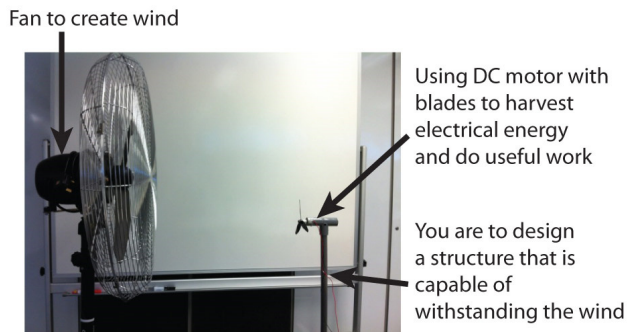 Fan to create wind
Using DC motor with
blades to harvest
electrical energy
and do useful work
You are to design
a structure that is
capable of
withstanding the wind